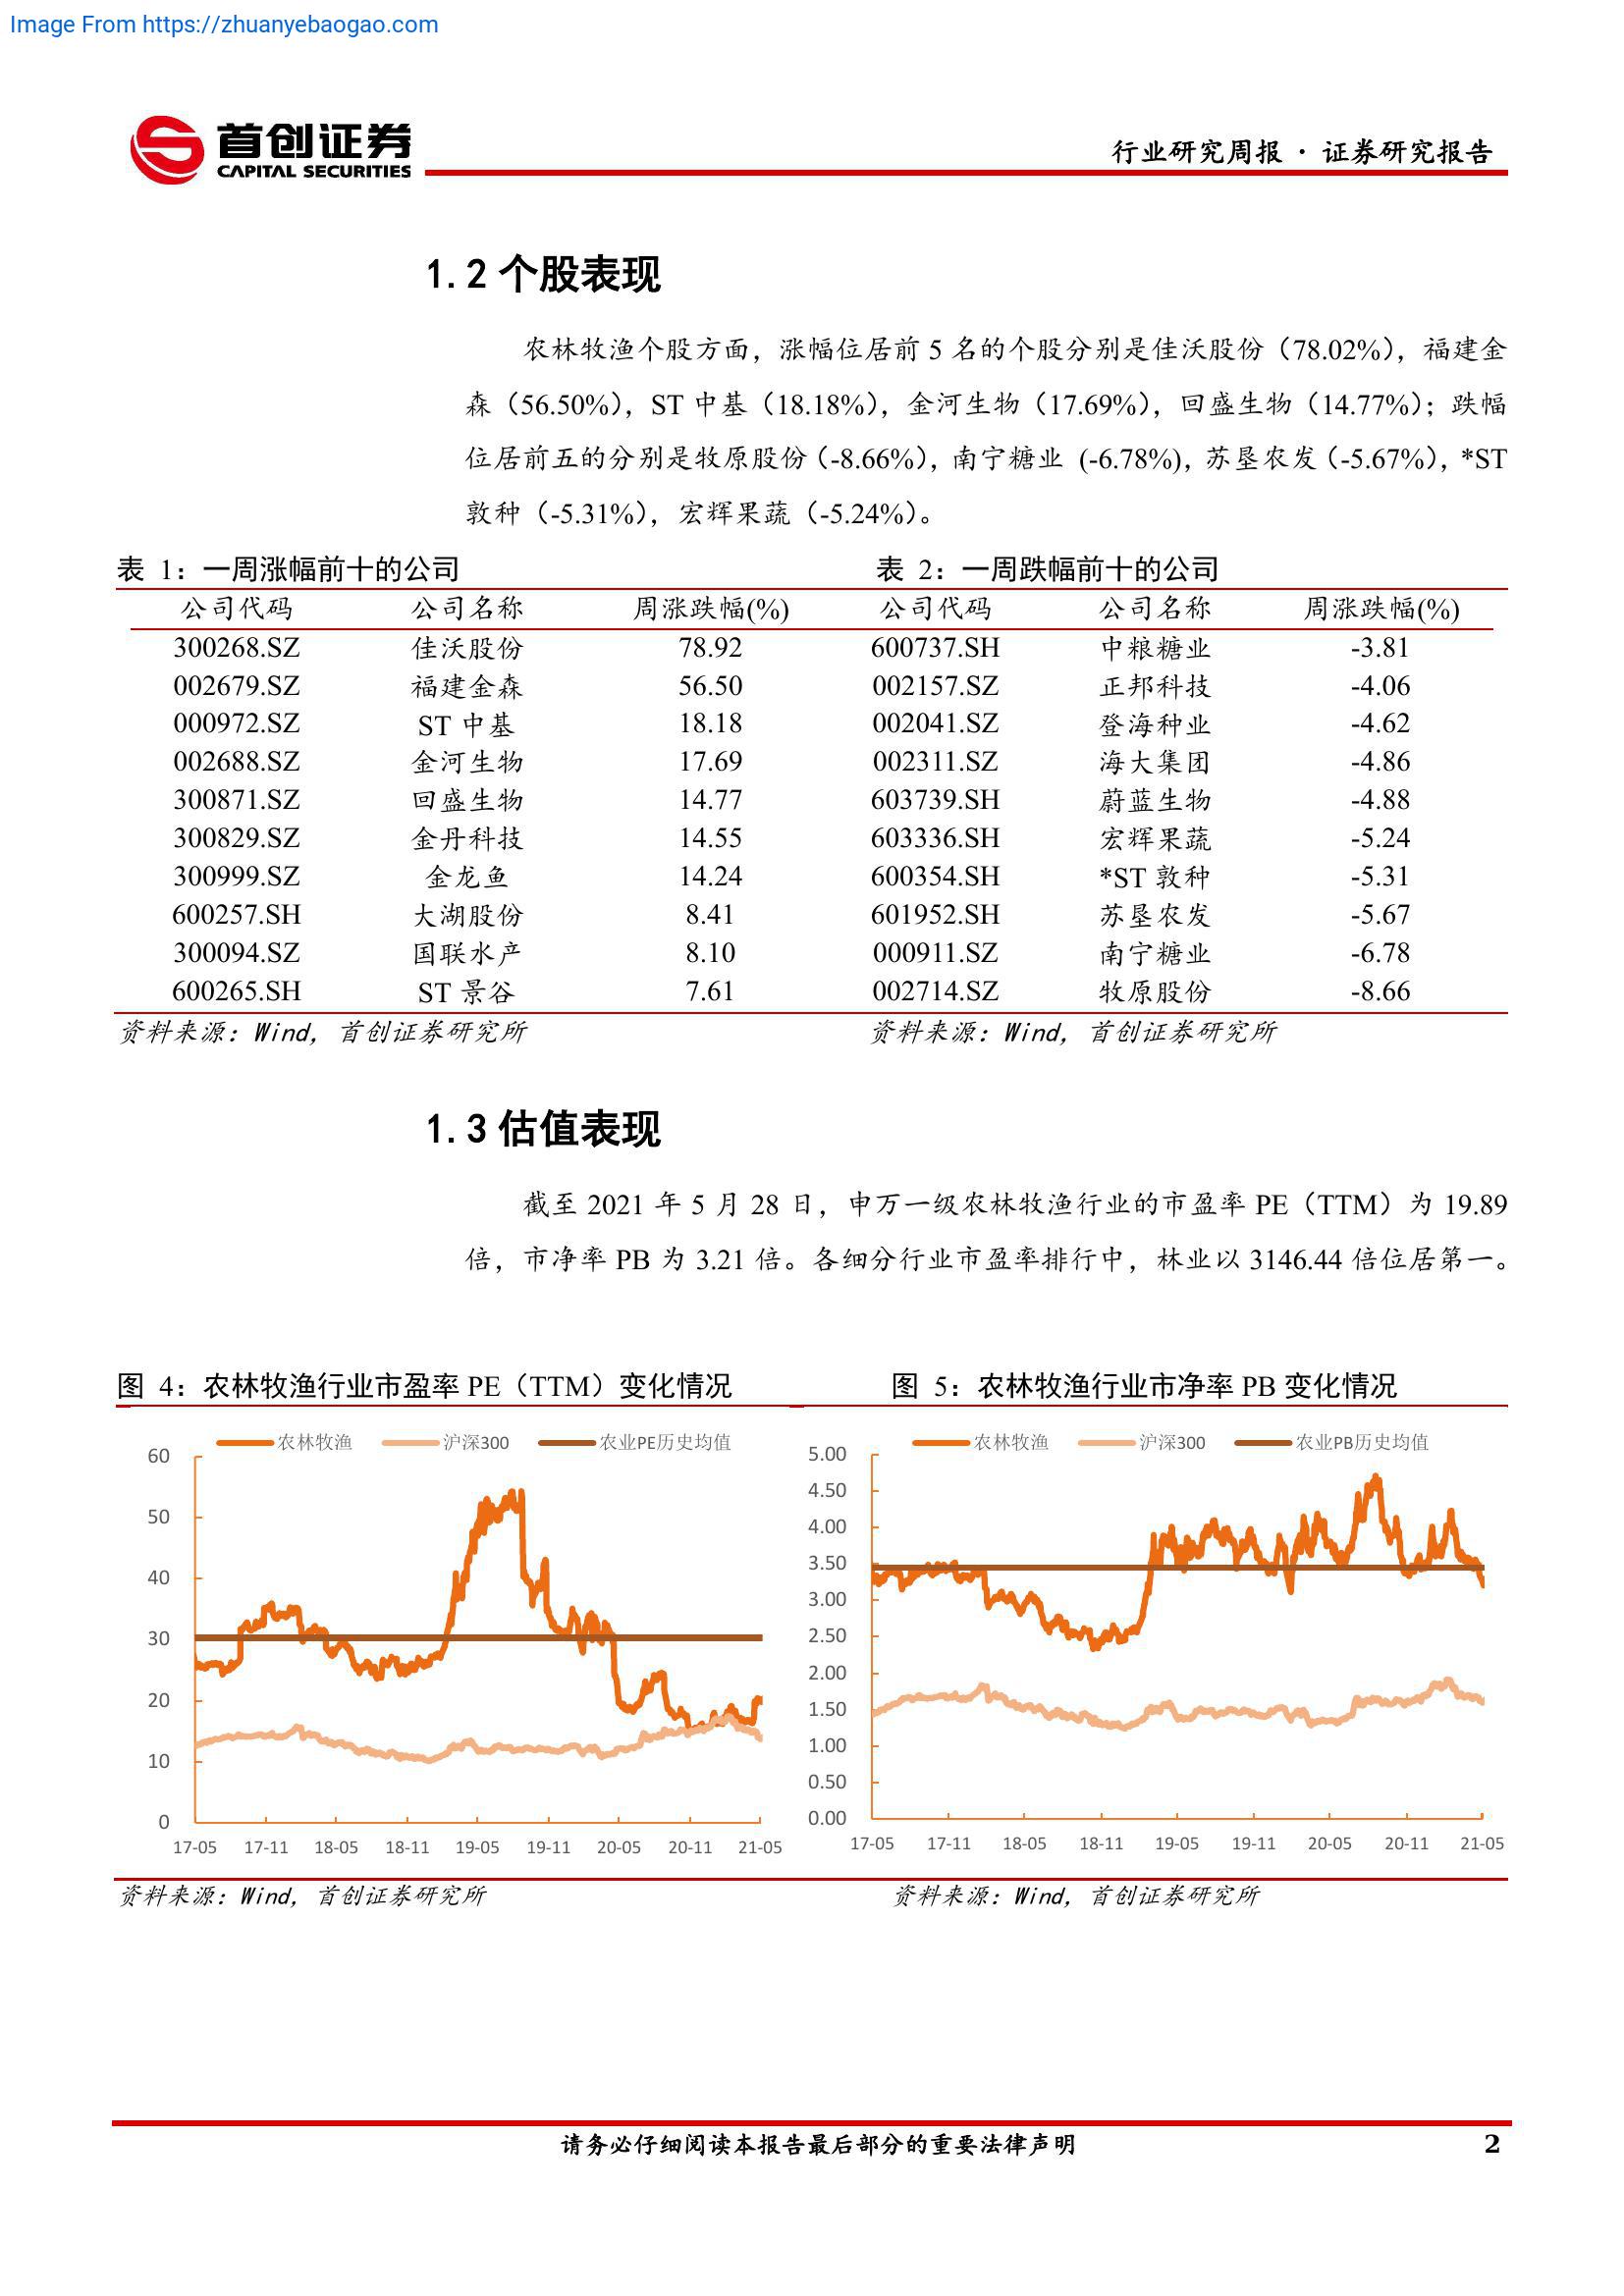 Image From https://zhuanyebaogao.com
首创证券
CAPITAL SECURITIES
行业研究周报 · 证券研究报告
1.2 个股表现
农林牧渔个股方面，涨幅位居前 5 名的个股分别是佳沃股份（78.02%），福建金
森（56.50%），ST 中基（18.18%），金河生物（17.69%），回盛生物（14.77%）；跌幅
位居前五的分别是牧原股份（-8.66%），南宁糖业 (-6.78%)，苏垦农发（-5.67%），*ST
敦种（-5.31%），宏辉果蔬（-5.24%）。
表 1：一周涨幅前十的公司 表 2：一周跌幅前十的公司
公司代码 公司名称 周涨跌幅(%) 公司代码 公司名称 周涨跌幅(%)
300268.SZ 佳沃股份 78.92 600737.SH 中粮糖业 -3.81
002679.SZ 福建金森 56.50 002157.SZ 正邦科技 -4.06
000972.SZ ST 中基 18.18 002041.SZ 登海种业 -4.62
002688.SZ 金河生物 17.69 002311.SZ 海大集团 -4.86
300871.SZ 回盛生物 14.77 603739.SH 蔚蓝生物 -4.88
300829.SZ 金丹科技 14.55 603336.SH 宏辉果蔬 -5.24
300999.SZ 金龙鱼 14.24 600354.SH *ST 敦种 -5.31
600257.SH 大湖股份 8.41 601952.SH 苏垦农发 -5.67
300094.SZ 国联水产 8.10 000911.SZ 南宁糖业 -6.78
600265.SH ST 景谷 7.61 002714.SZ 牧原股份 -8.66
资料来源：Wind，首创证券研究所 资料来源：Wind，首创证券研究所
1.3 估值表现
截至 2021 年 5 月 28 日，申万一级农林牧渔行业的市盈率 PE（TTM）为 19.89
倍，市净率 PB 为 3.21 倍。各细分行业市盈率排行中，林业以 3146.44 倍位居第一。
图 4：农林牧渔行业市盈率 PE（TTM）变化情况
农林牧渔 沪深300 农业PE历史均值
60
50
40
30
20
10
0
17-05 17-11 18-05 18-11 19-05 19-11 20-05 20-11 21-05
资料来源：Wind，首创证券研究所
图 5：农林牧渔行业市净率 PB 变化情况
农林牧渔 沪深300 农业PB历史均值
5.00
4.50
4.00
3.50
3.00
2.50
2.00
1.50
1.00
0.50
0.00
17-05 17-11 18-05 18-11 19-05 19-11 20-05 20-11 21-05
资料来源：Wind，首创证券研究所
请务必仔细阅读本报告最后部分的重要法律声明 2